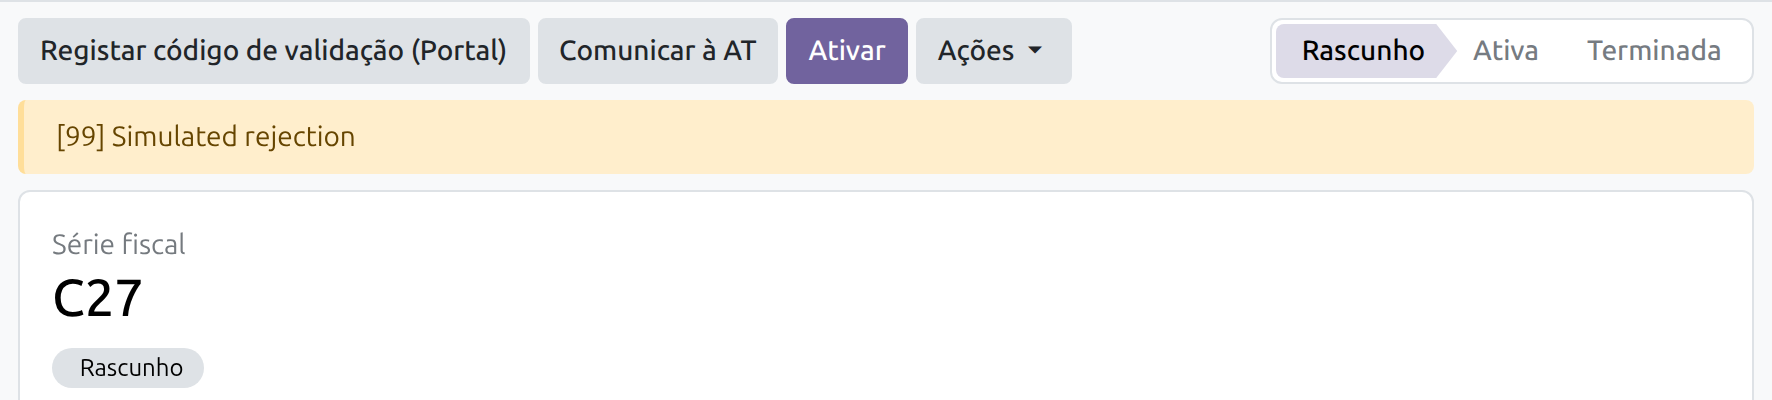 Registar código de validação (Portal) Comunicar à AT Ativar Ações Rascunho Ativa Terminada
[99] Simulated rejection
Série fiscal
C27
Rascunho